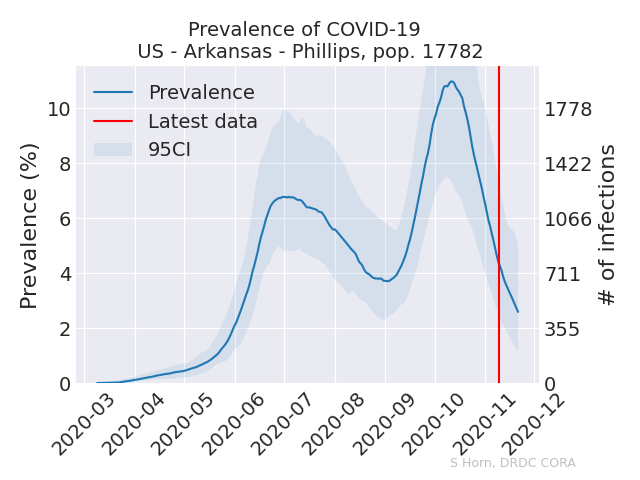 Prevalence of COVID-19
US - Arkansas - Phillips, pop. 17782
Prevalence
Latest data
95CI
Prevalence (%)
10
8
6
4
2
0
1778
1422
1066
711
355
0
# of infections
2020-03
2020-04
2020-05
2020-06
2020-07
2020-08
2020-09
2020-10
2020-11
2020-12
S Horn, DRDC CORA